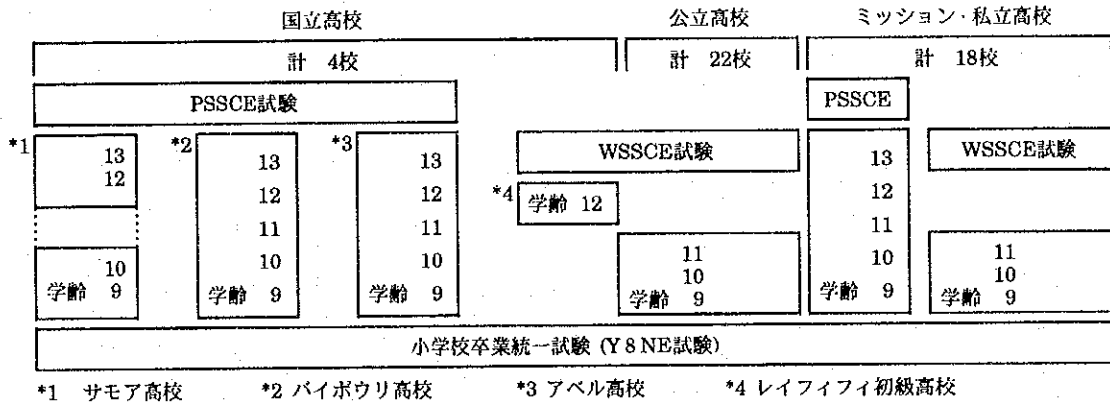 国立高校 公立高校 ミッション・私立高校
計 4校 計 22校 計 18校
PSSCE試験 PSSCE
*1 *2 *3 WSSCE試験 WSSCE試験
13 13 13 13
12 12 12 *4 学齢 12 12
11 11 11 11 11
10 10 10 10 10 10
学齢 9 学齢 9 学齢 9 学齢 9 学齢 9 学齢 9
小学校卒業統一試験 (Y8NE試験)
*1 サモア高校 *2 バイポウリ高校 *3 アベル高校 *4 レイフィフィ初級高校